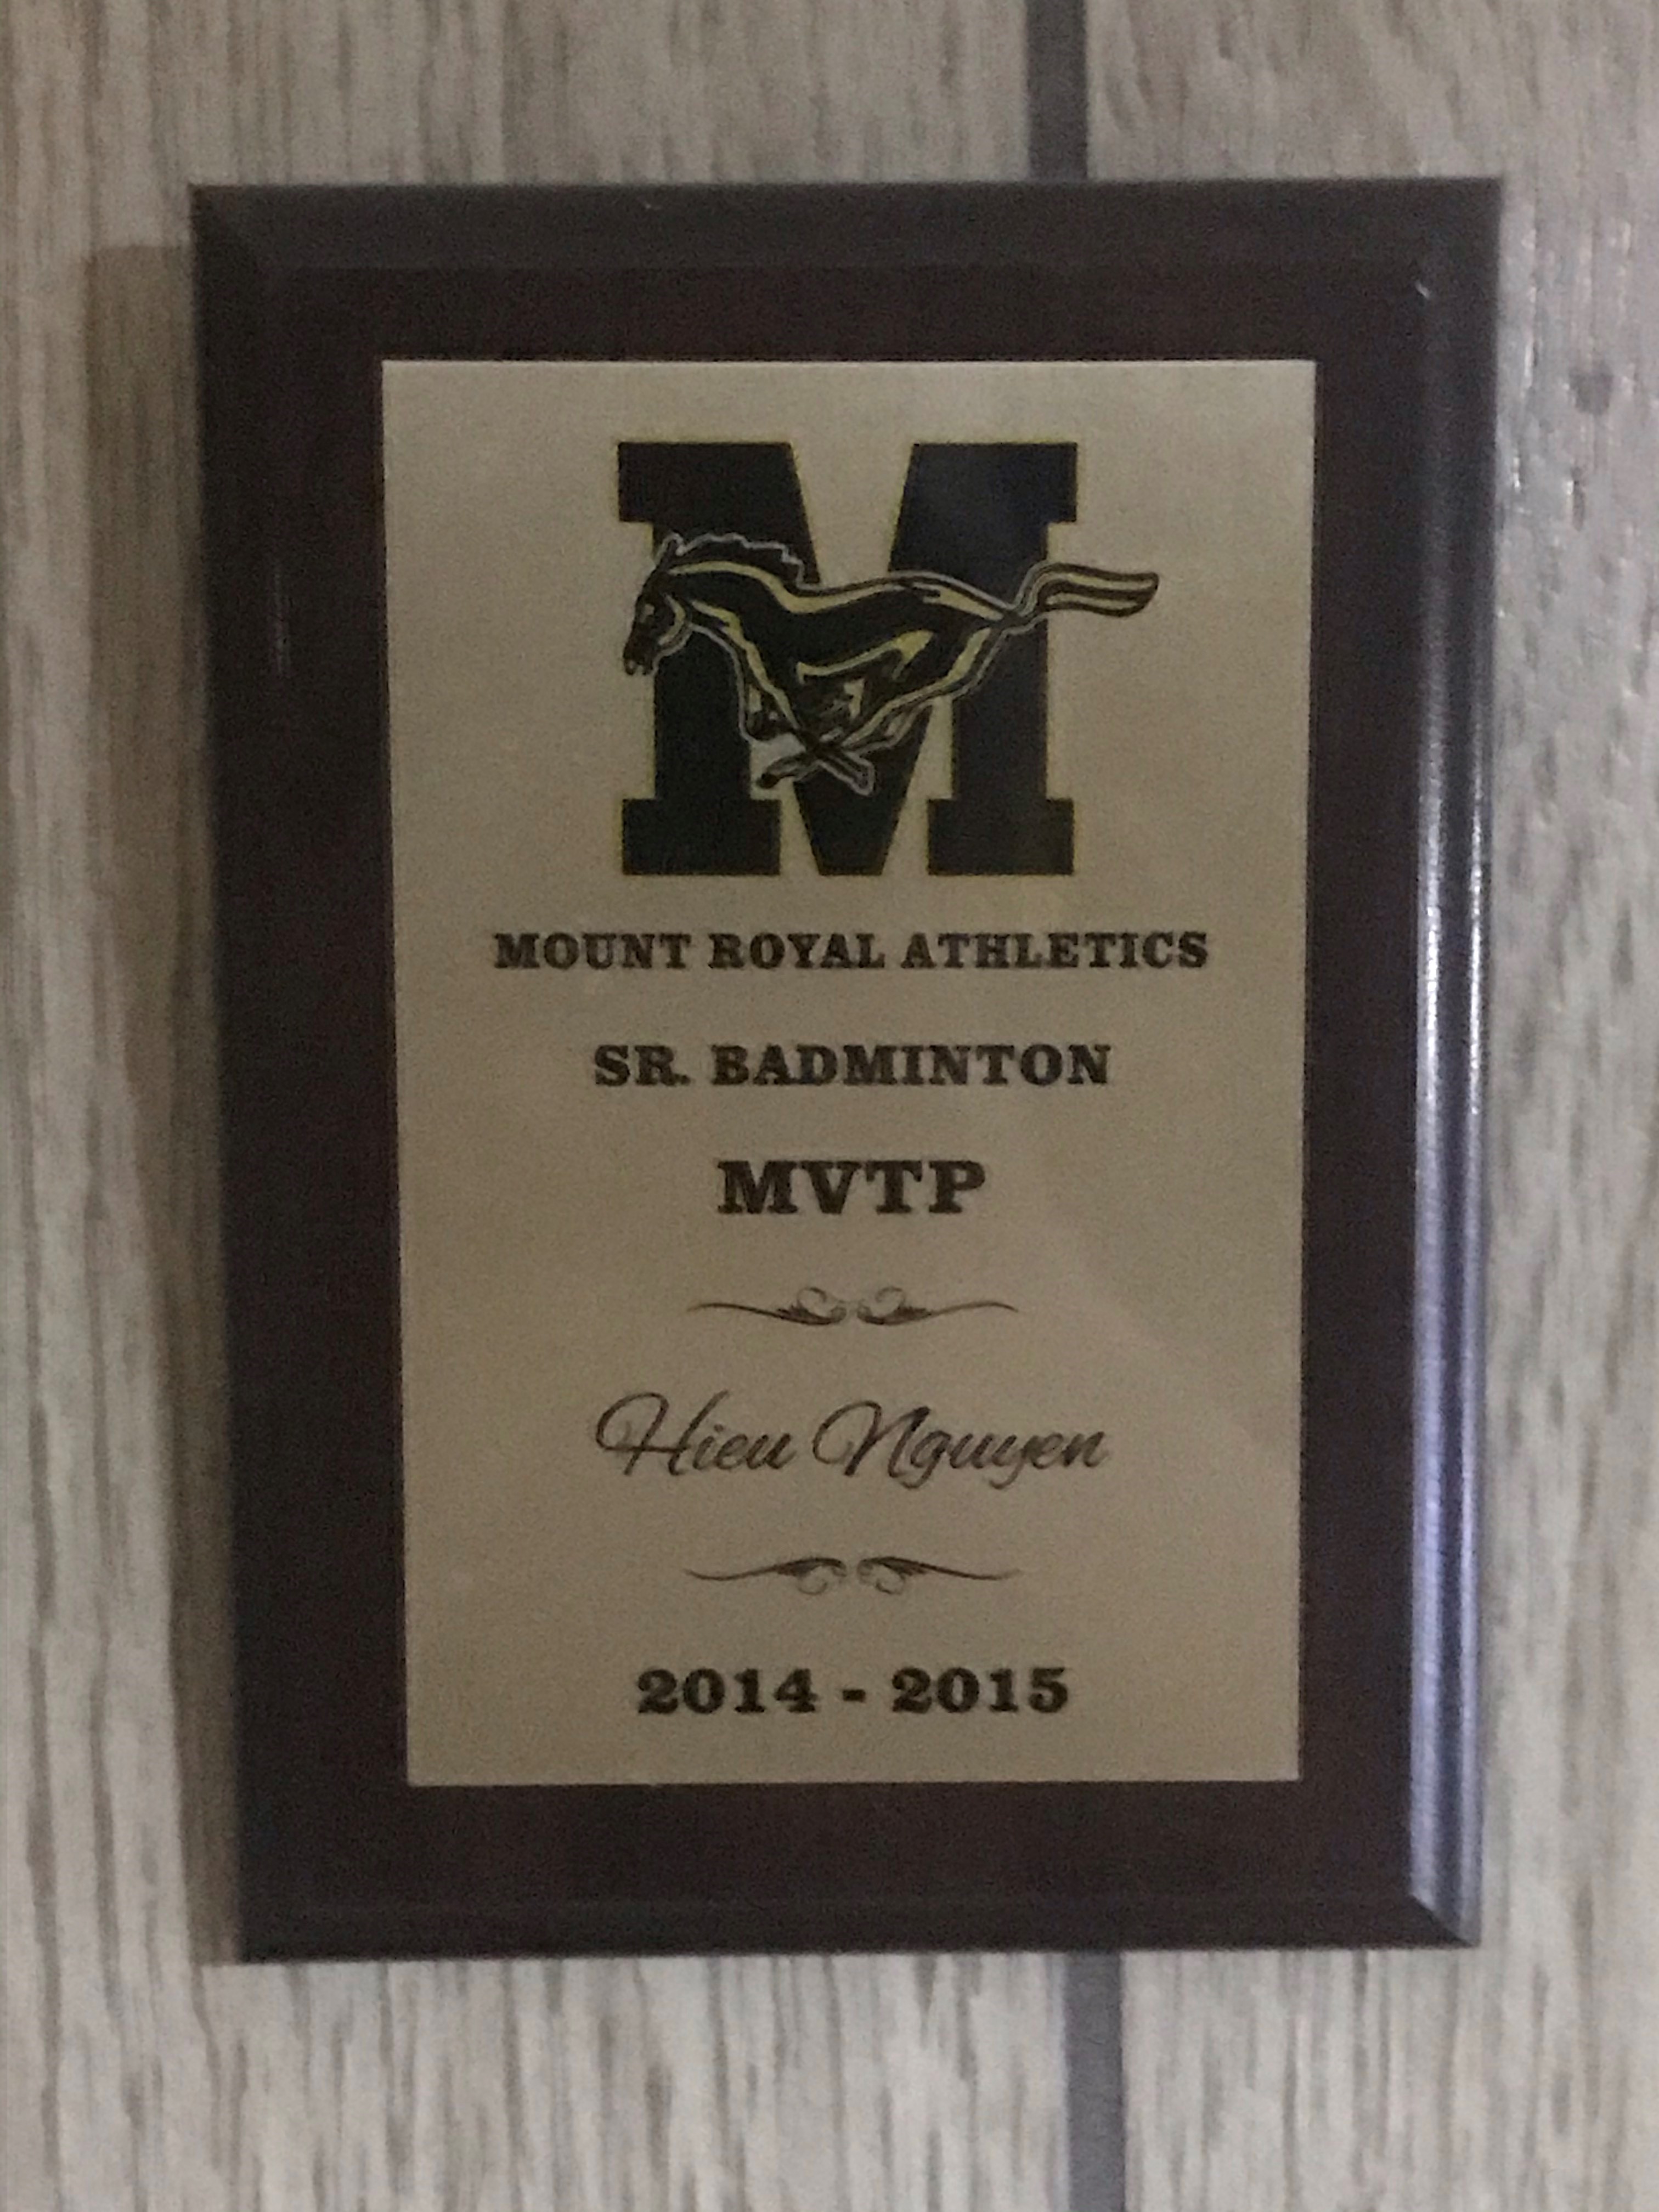 M
MOUNT ROYAL ATHLETICS
SR. BADMINTON
MVTP
Hieu Nguyen
2014 - 2015